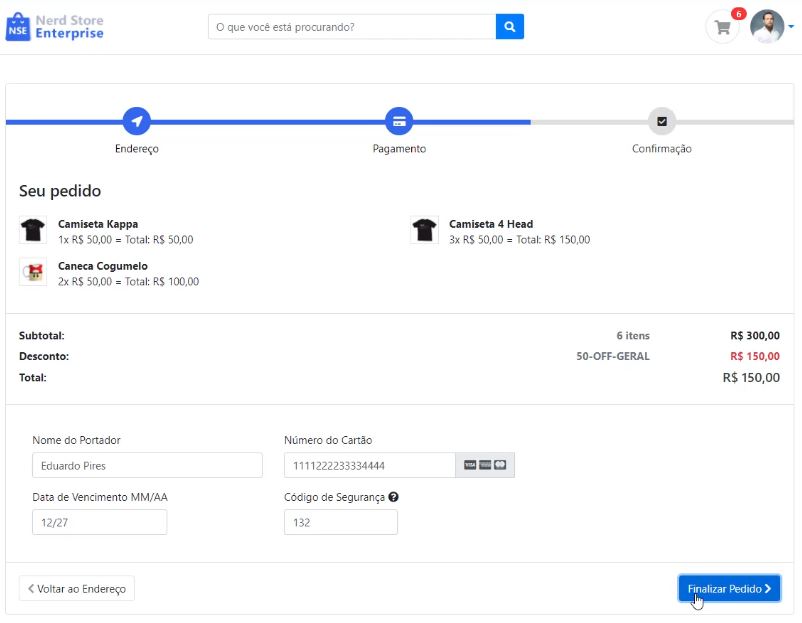 NSE
Nerd Store
Enterprise
O que você está procurando?
6
Endereço
Pagamento
Confirmação
Seu pedido
Camiseta Kappa
1x R$ 50,00 = Total: R$ 50,00
Camiseta 4 Head
3x R$ 50,00 = Total: R$ 150,00
Caneca Cogumelo
2x R$ 50,00 = Total: R$ 100,00
Subtotal: 6 itens R$ 300,00
Desconto: 50-OFF-GERAL R$ 150,00
Total: R$ 150,00
Nome do Portador
Eduardo Pires
Número do Cartão
1111222233334444
VISA
Data de Vencimento MM/AA
12/27
Código de Segurança
132
Voltar ao Endereço
Finalizar Pedido